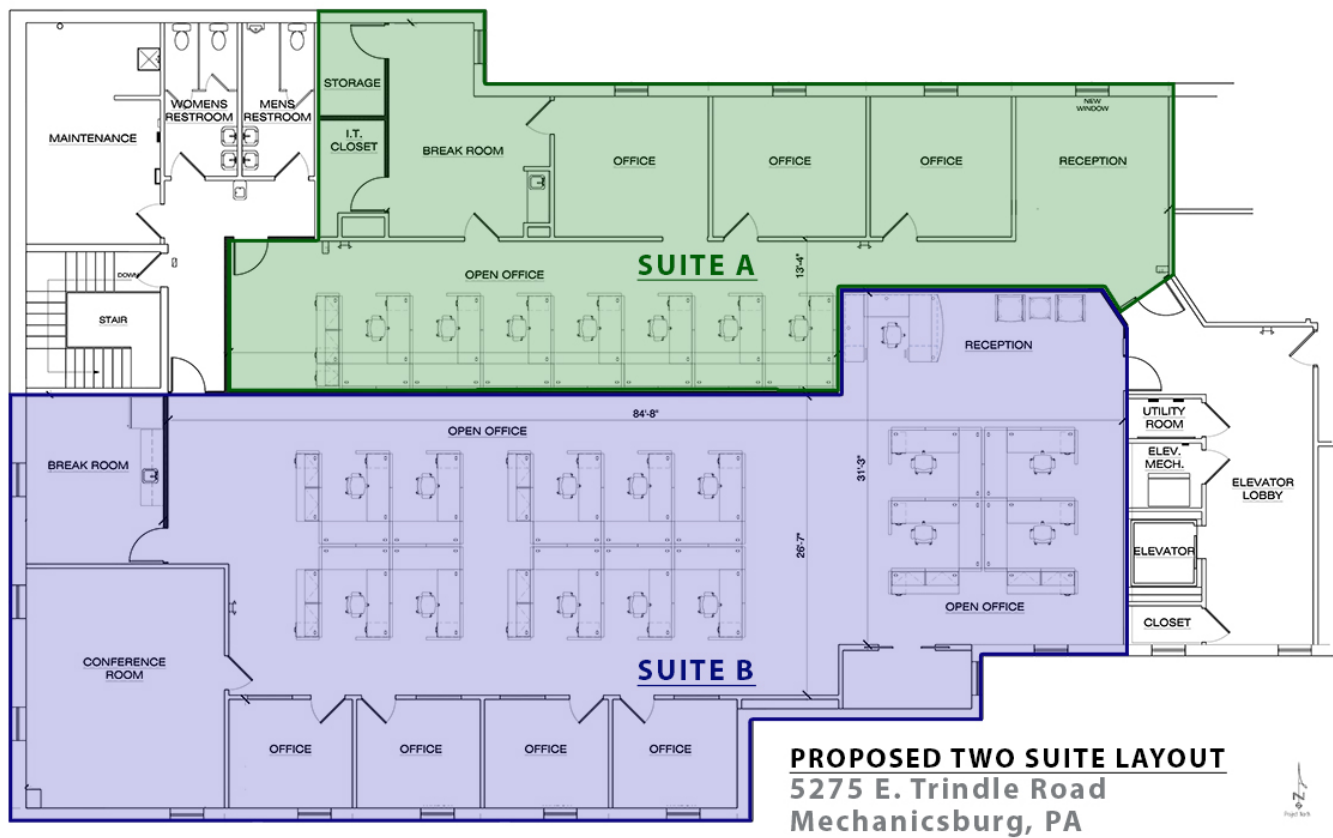 STORAGE
WOMENS
RESTROOM
MENS
RESTROOM
NEW
WINDOW
MAINTENANCE
I.T.
CLOSET
BREAK ROOM
OFFICE
OFFICE
OFFICE
RECEPTION
OPEN OFFICE
SUITE A
13'-4"
DOWN
STAIR
RECEPTION
84'-8"
OPEN OFFICE
UTILITY
ROOM
BREAK ROOM
31'-3"
ELEV.
MECH.
ELEVATOR
LOBBY
26'-7"
ELEVATOR
OPEN OFFICE
CLOSET
CONFERENCE
ROOM
SUITE B
OFFICE
OFFICE
OFFICE
OFFICE
PROPOSED TWO SUITE LAYOUT
5275 E. Trindle Road
Mechanicsburg, PA
N
Project North